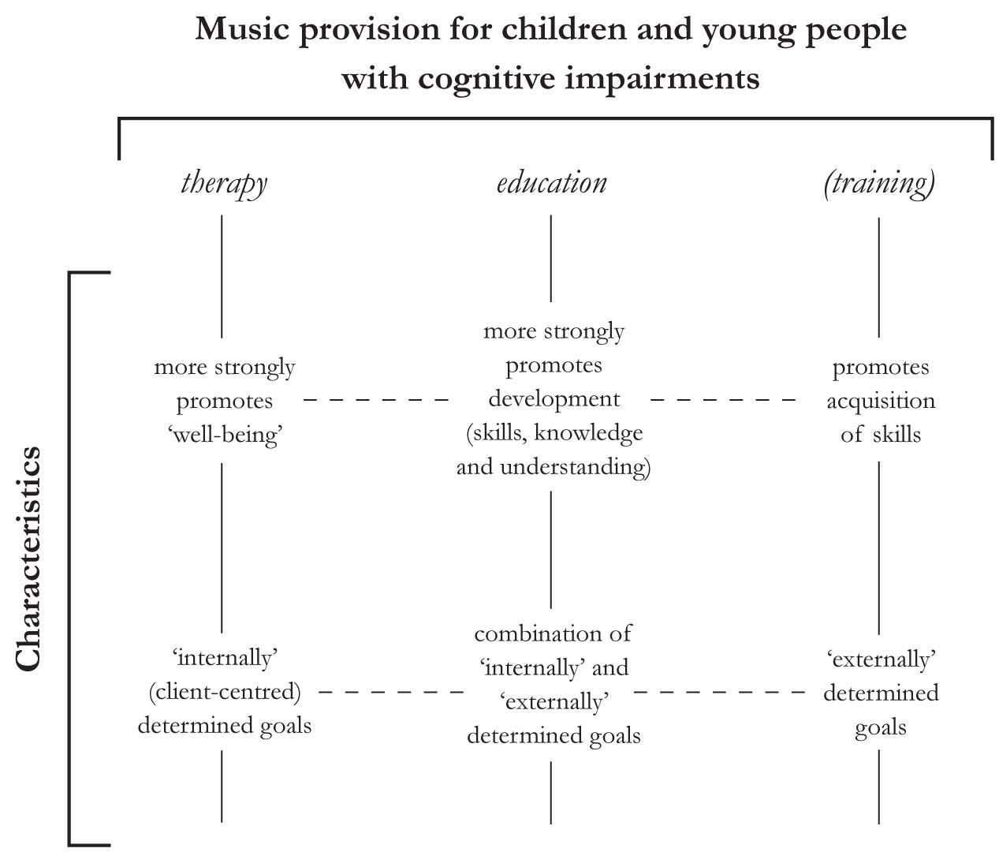 Music provision for children and young people
with cognitive impairments
therapy
education
(training)
Characteristics
more strongly
promotes
‘well-being’
more strongly
promotes
development
(skills, knowledge
and understanding)
promotes
acquisition
of skills
‘internally’
(client-centred)
determined goals
combination of
‘internally’ and
‘externally’
determined goals
‘externally’
determined
goals